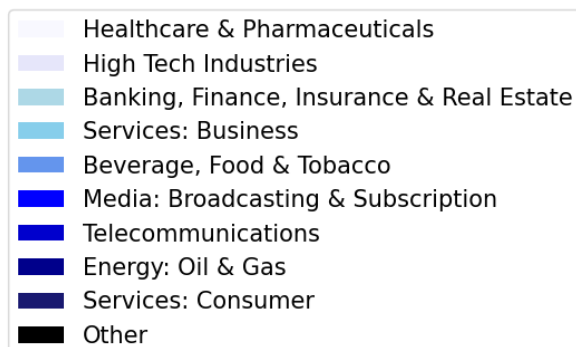 Healthcare & Pharmaceuticals
High Tech Industries
Banking, Finance, Insurance & Real Estate
Services: Business
Beverage, Food & Tobacco
Media: Broadcasting & Subscription
Telecommunications
Energy: Oil & Gas
Services: Consumer
Other